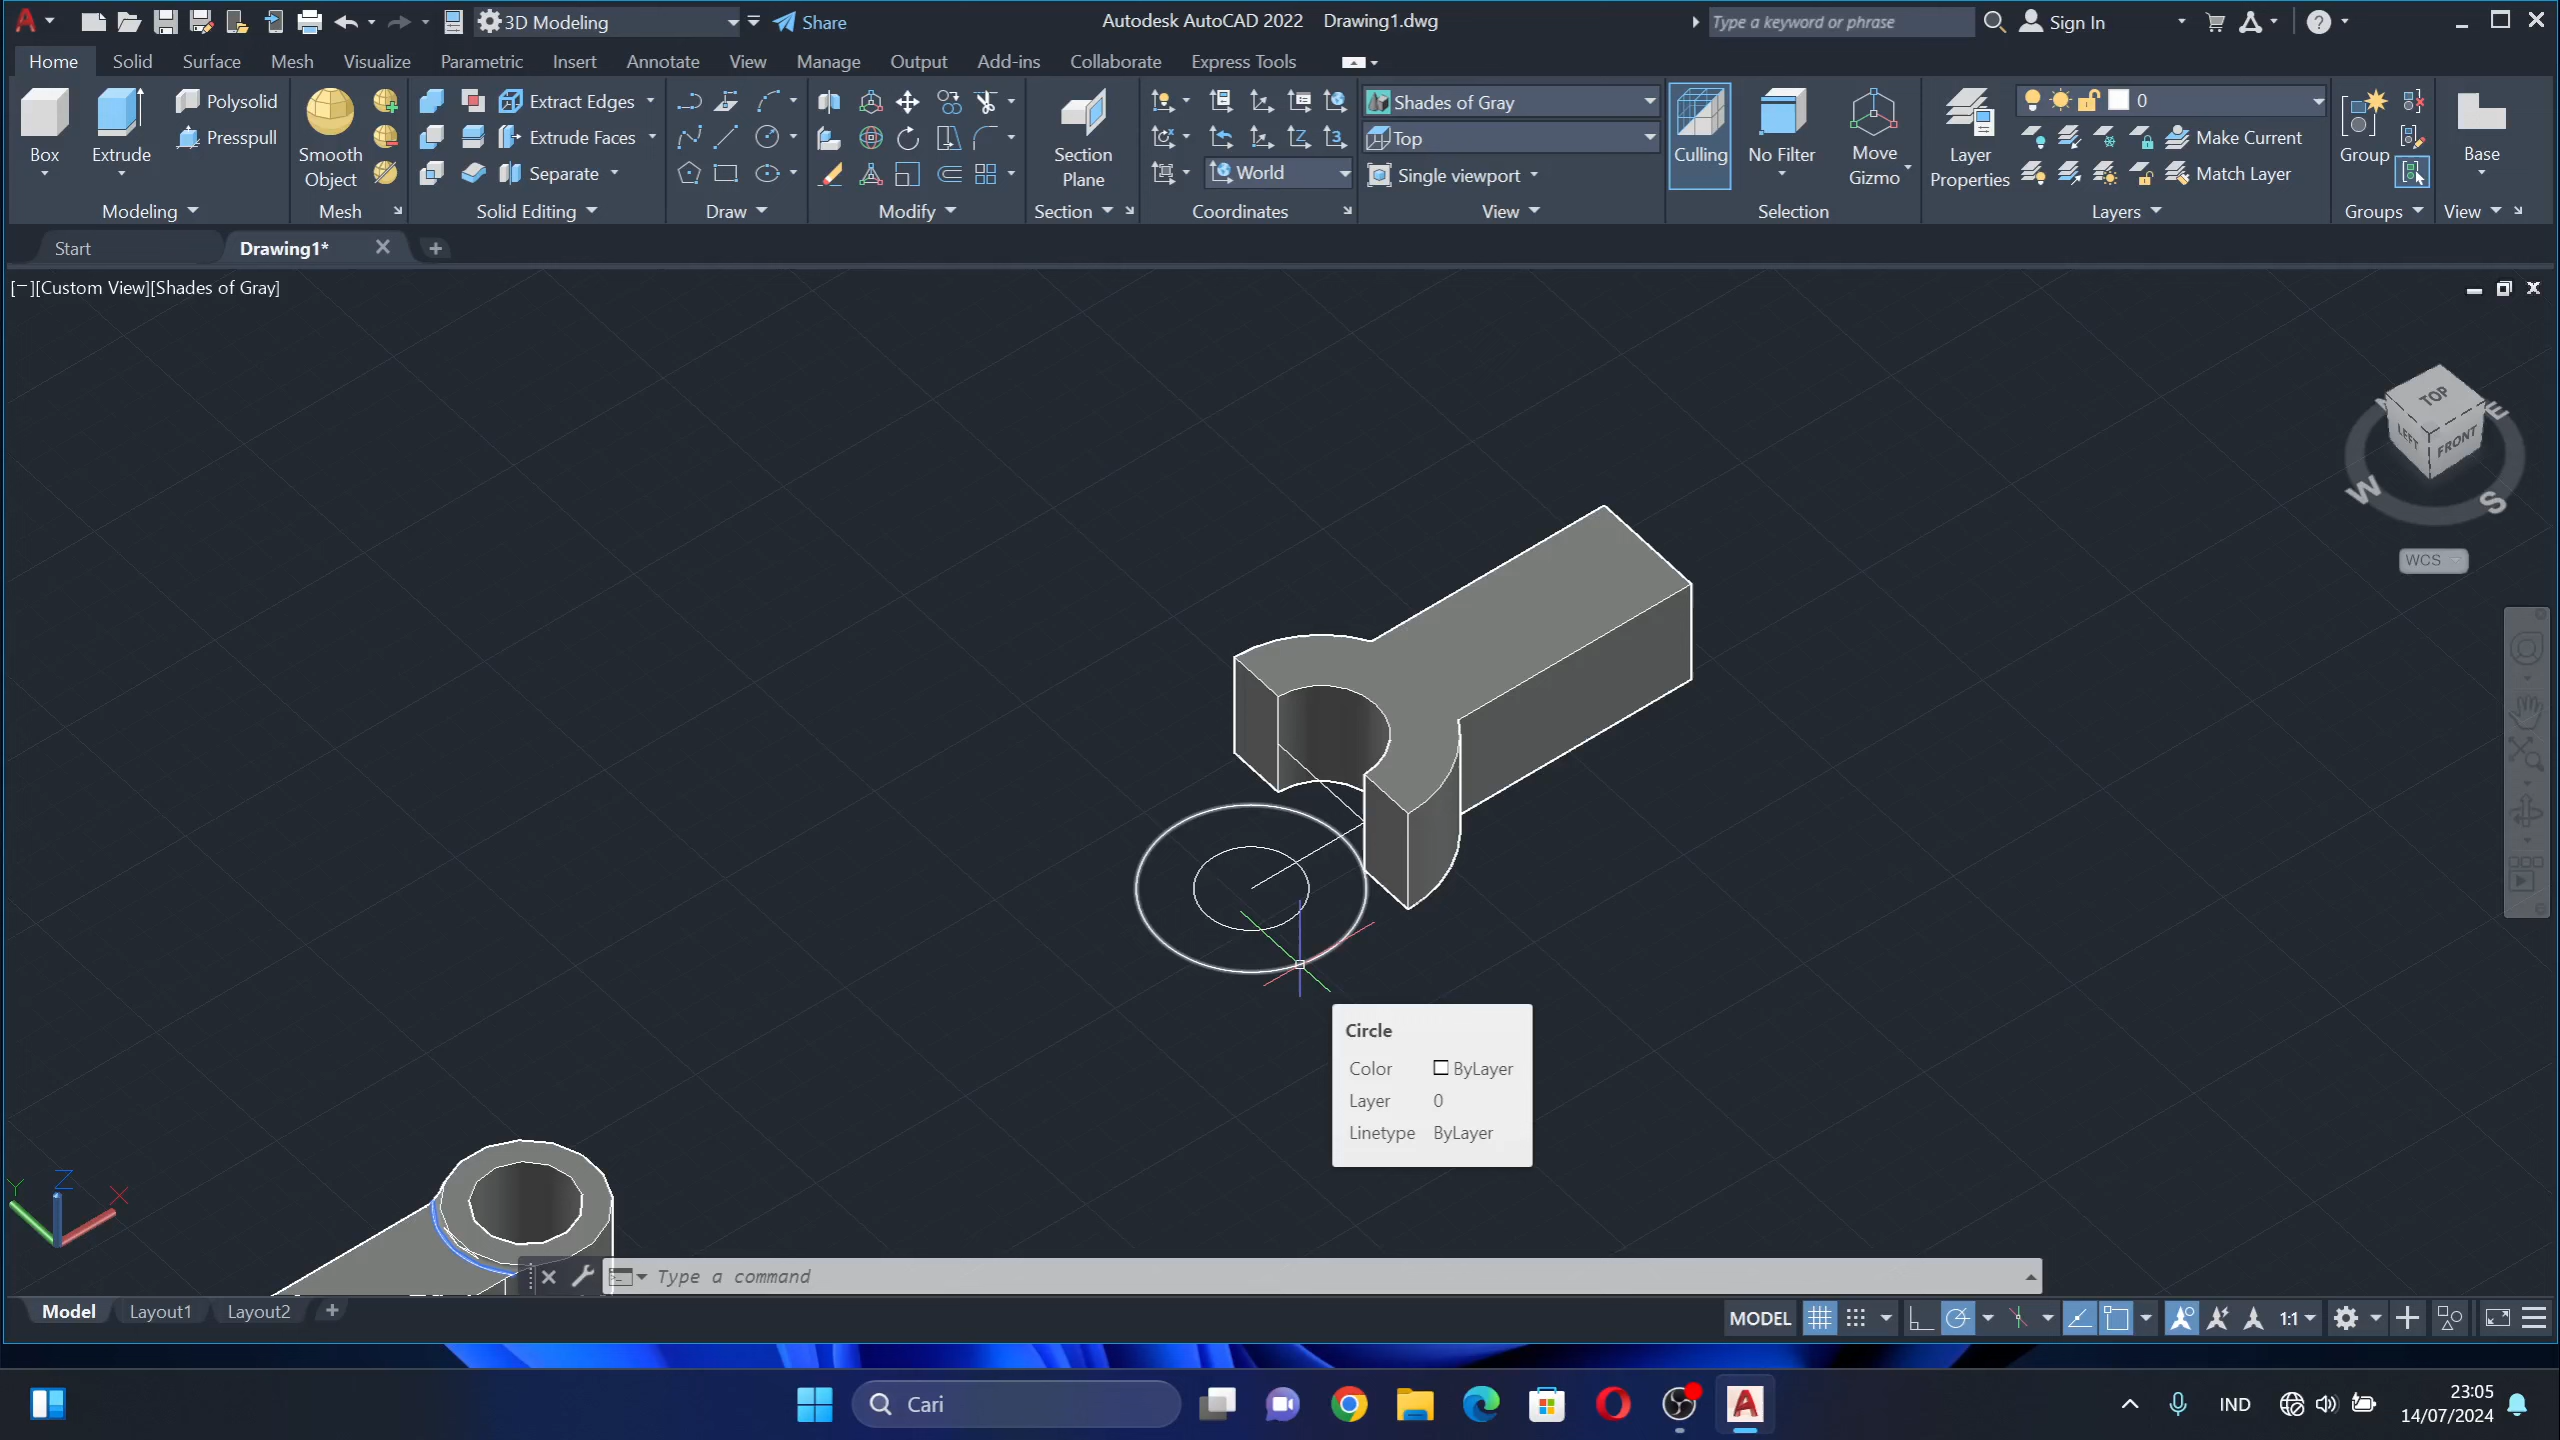 3D Modeling
Share
Autodesk AutoCAD 2022 Drawing1.dwg
Type a keyword or phrase
Sign In
Home Solid Surface Mesh Visualize Parametric Insert Annotate View Manage Output Add-ins Collaborate Express Tools
Box
Extrude
Polysolid
Presspull
Modeling
Smooth
Object
Mesh
Extract Edges
Extrude Faces
Separate
Solid Editing
Draw
Modify
Section
Plane
Section
World
Coordinates
Shades of Gray
Top
Single viewport
View
Culling
No Filter
Move
Gizmo
Selection
Layer
Properties
0
Make Current
Match Layer
Layers
Group
Groups
Base
View
Start
Drawing1*
[−][Custom View][Shades of Gray]
TOP
LEFT
FRONT
E
W
S
WCS
Circle
Color ByLayer
Layer 0
Linetype ByLayer
Y
Z
X
Type a command
Model
Layout1
Layout2
MODEL
1:1
Cari
IND
23:05
14/07/2024